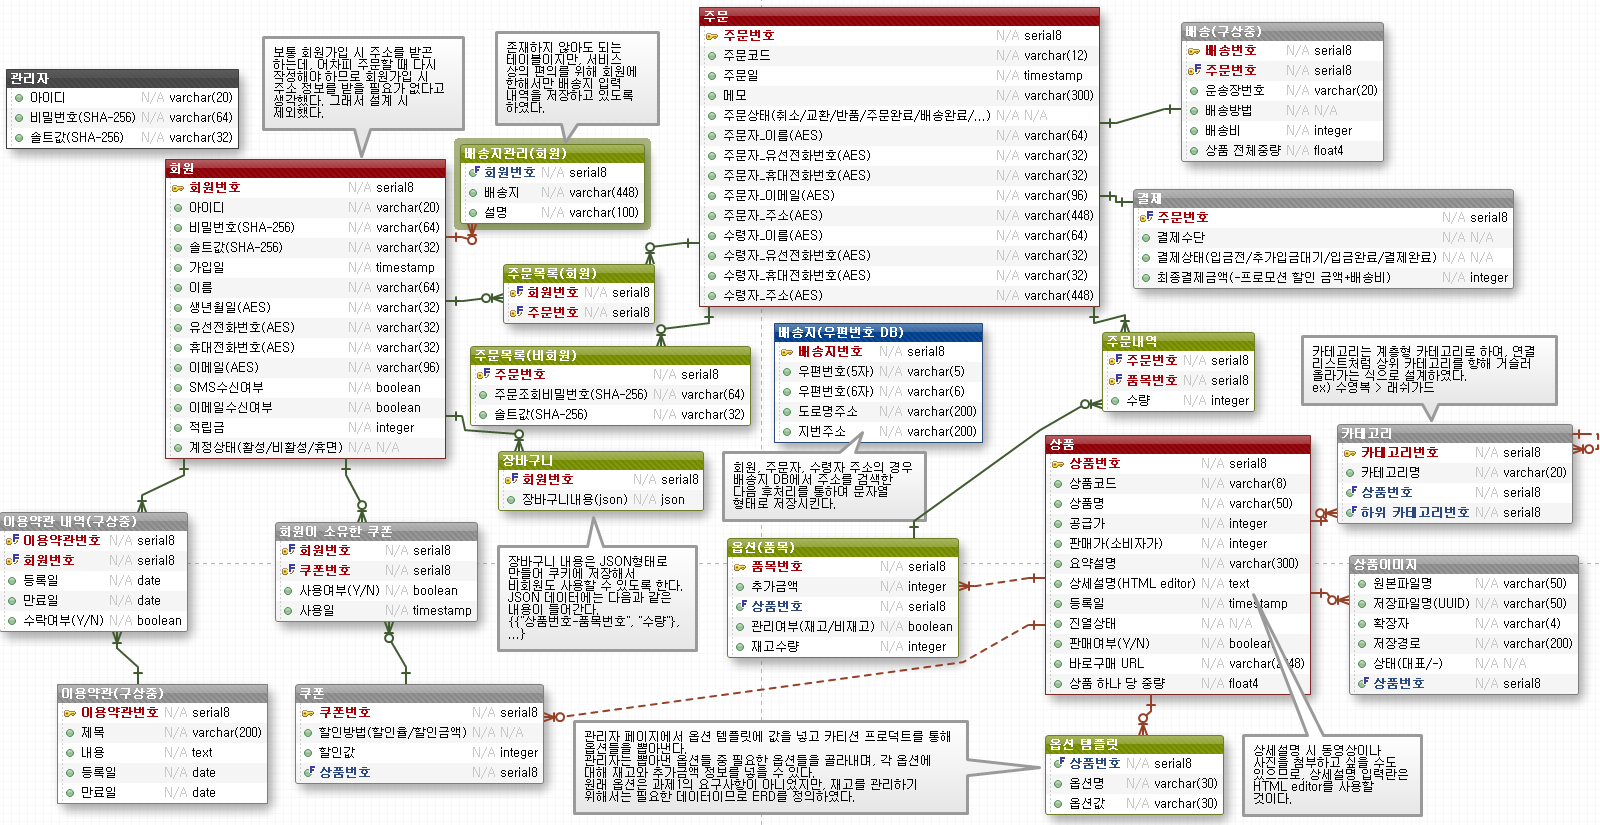 관리자
아이디 N/A varchar(20)
비밀번호(SHA-256) N/A varchar(64)
솔트값(SHA-256) N/A varchar(32)
보통 회원가입 시 주소를 받곤
하는데, 어차피 주문할 때 다시
작성해야 하므로 회원가입 시
주소 정보를 받을 필요가 없다고
생각했다. 그래서 설계 시
제외했다.
존재하지 않아도 되는
테이블이지만, 서비스
상의 편의를 위해 회원에
한해서만 배송지 입력
내역을 저장하고 있도록
하였다.
회원
회원번호 N/A serial8
아이디 N/A varchar(20)
비밀번호(SHA-256) N/A varchar(64)
솔트값(SHA-256) N/A varchar(32)
가입일 N/A timestamp
이름 N/A varchar(64)
생년월일(AES) N/A varchar(32)
유선전화번호(AES) N/A varchar(32)
휴대전화번호(AES) N/A varchar(32)
이메일(AES) N/A varchar(96)
SMS수신여부 N/A boolean
이메일수신여부 N/A boolean
적립금 N/A integer
계정상태(활성/비활성/휴면) N/A N/A
배송지관리(회원)
회원번호 N/A serial8
배송지 N/A varchar(448)
설명 N/A varchar(100)
주문
주문번호 N/A serial8
주문코드 N/A varchar(12)
주문일 N/A timestamp
메모 N/A varchar(300)
주문상태(취소/교환/반품/주문완료/배송완료/...) N/A N/A
주문자_이름(AES) N/A varchar(64)
주문자_유선전화번호(AES) N/A varchar(32)
주문자_휴대전화번호(AES) N/A varchar(32)
주문자_이메일(AES) N/A varchar(96)
주문자_주소(AES) N/A varchar(448)
수령자_이름(AES) N/A varchar(64)
수령자_유선전화번호(AES) N/A varchar(32)
수령자_휴대전화번호(AES) N/A varchar(32)
수령자_주소(AES) N/A varchar(448)
배송(구상중)
배송번호 N/A serial8
주문번호 N/A serial8
운송장번호 N/A varchar(20)
배송방법 N/A N/A
배송비 N/A integer
상품 전체중량 N/A float4
결제
주문번호 N/A serial8
결제수단 N/A N/A
결제상태(입금전/추가입금대기/입금완료/결제완료) N/A N/A
최종결제금액(-프로모션 할인 금액+배송비) N/A integer
주문목록(회원)
회원번호 N/A serial8
주문번호 N/A serial8
주문목록(비회원)
주문번호 N/A serial8
주문조회비밀번호(SHA-256) N/A varchar(64)
솔트값(SHA-256) N/A varchar(32)
배송지(우편번호 DB)
배송지번호 N/A serial8
우편번호(5자) N/A varchar(5)
우편번호(6자) N/A varchar(6)
도로명주소 N/A varchar(200)
지번주소 N/A varchar(200)
회원, 주문자, 수령자 주소의 경우
배송지 DB에서 주소를 검색한
다음 후처리를 통하여 문자열
형태로 저장시킨다.
주문내역
주문번호 N/A serial8
품목번호 N/A serial8
수량 N/A integer
카테고리는 계층형 카테고리로 하여, 연결
리스트처럼 상위 카테고리를 향해 거슬러
올라가는 식으로 설계하였다.
ex) 수영복 > 래쉬가드
카테고리
카테고리번호 N/A serial8
카테고리명 N/A varchar(20)
상품번호 N/A serial8
하위 카테고리번호 N/A serial8
장바구니
회원번호 N/A serial8
장바구니내용(json) N/A json
장바구니 내용은 JSON형태로
만들어 쿠키에 저장해서
비회원도 사용할 수 있도록 한다.
JSON 데이터에는 다음과 같은
내용이 들어간다.
{{"상품번호-품목번호", "수량"},
...}
이용약관 내역(구상중)
이용약관번호 N/A serial8
회원번호 N/A serial8
등록일 N/A date
만료일 N/A date
수락여부(Y/N) N/A boolean
회원이 소유한 쿠폰
회원번호 N/A serial8
쿠폰번호 N/A serial8
사용여부(Y/N) N/A boolean
사용일 N/A timestamp
옵션(품목)
품목번호 N/A serial8
추가금액 N/A integer
상품번호 N/A serial8
관리여부(재고/비재고) N/A boolean
재고수량 N/A integer
상품
상품번호 N/A serial8
상품코드 N/A varchar(8)
상품명 N/A varchar(50)
공급가 N/A integer
판매가(소비자가) N/A integer
요약설명 N/A varchar(300)
상세설명(HTML editor) N/A text
등록일 N/A timestamp
진열상태 N/A N/A
판매여부(Y/N) N/A boolean
바로구매 URL N/A
상품 하나 당 중량 N/A float4
상품이미지
원본파일명 N/A varchar(50)
저장파일명(UUID) N/A varchar(50)
확장자 N/A varchar(4)
저장경로 N/A varchar(200)
상태(대표/-) N/A N/A
상품번호 N/A serial8
이용약관(구상중)
이용약관번호 N/A serial8
제목 N/A varchar(200)
내용 N/A text
등록일 N/A date
만료일 N/A date
쿠폰
쿠폰번호 N/A serial8
할인방법(할인율/할인금액) N/A N/A
할인값 N/A integer
상품번호 N/A serial8
관리자 페이지에서 옵션 템플릿에 값을 넣고 카티션 프로덕트를 통해
옵션들을 뽑아낸다.
관리자는 뽑아낸 옵션들 중 필요한 옵션들을 골라내며, 각 옵션에
대해 재고와 추가금액 정보를 넣을 수 있다.
원래 옵션은 과제1의 요구사항이 아니었지만, 재고를 관리하기
위해서는 필요한 데이터이므로 ERD를 정의하였다.
옵션 템플릿
상품번호 N/A serial8
옵션명 N/A varchar(30)
옵션값 N/A varchar(30)
상세설명 시 동영상이나
사진을 첨부하고 싶을 수도
있으므로, 상세설명 입력란은
HTML editor를 사용할
것이다.